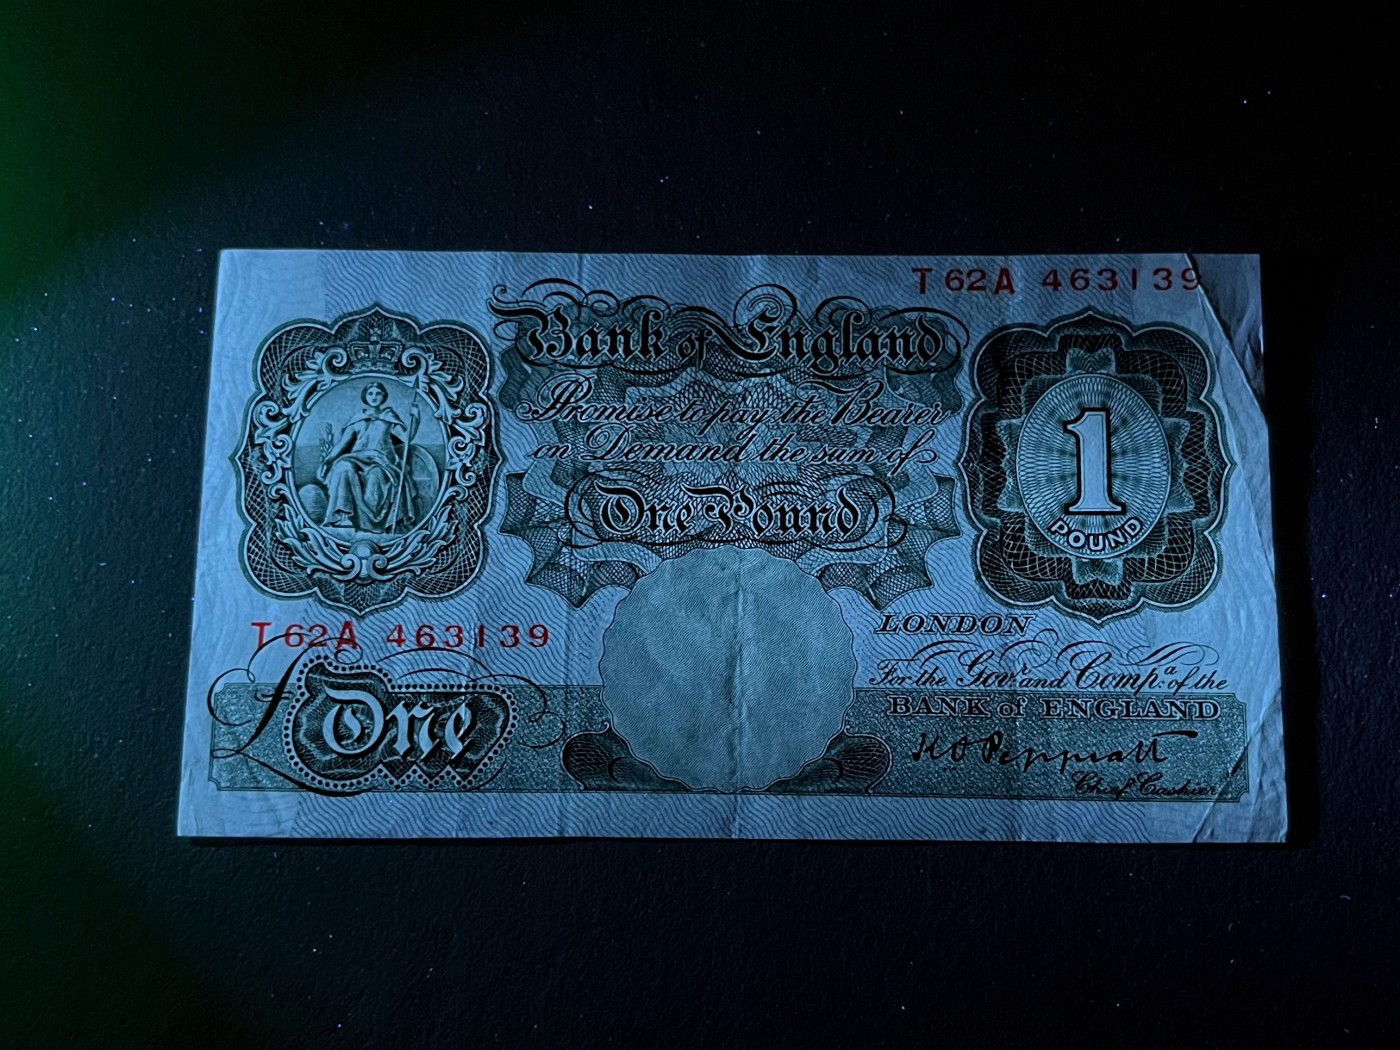 T62A 463139
Bank of England
Promise to pay the Bearer
on Demand the sum of
One Pound
1
POUND
LONDON
T62A 463139
For the Govr. and Compa. of the
BANK of ENGLAND
£One
K O Peppiatt
Chief Cashier